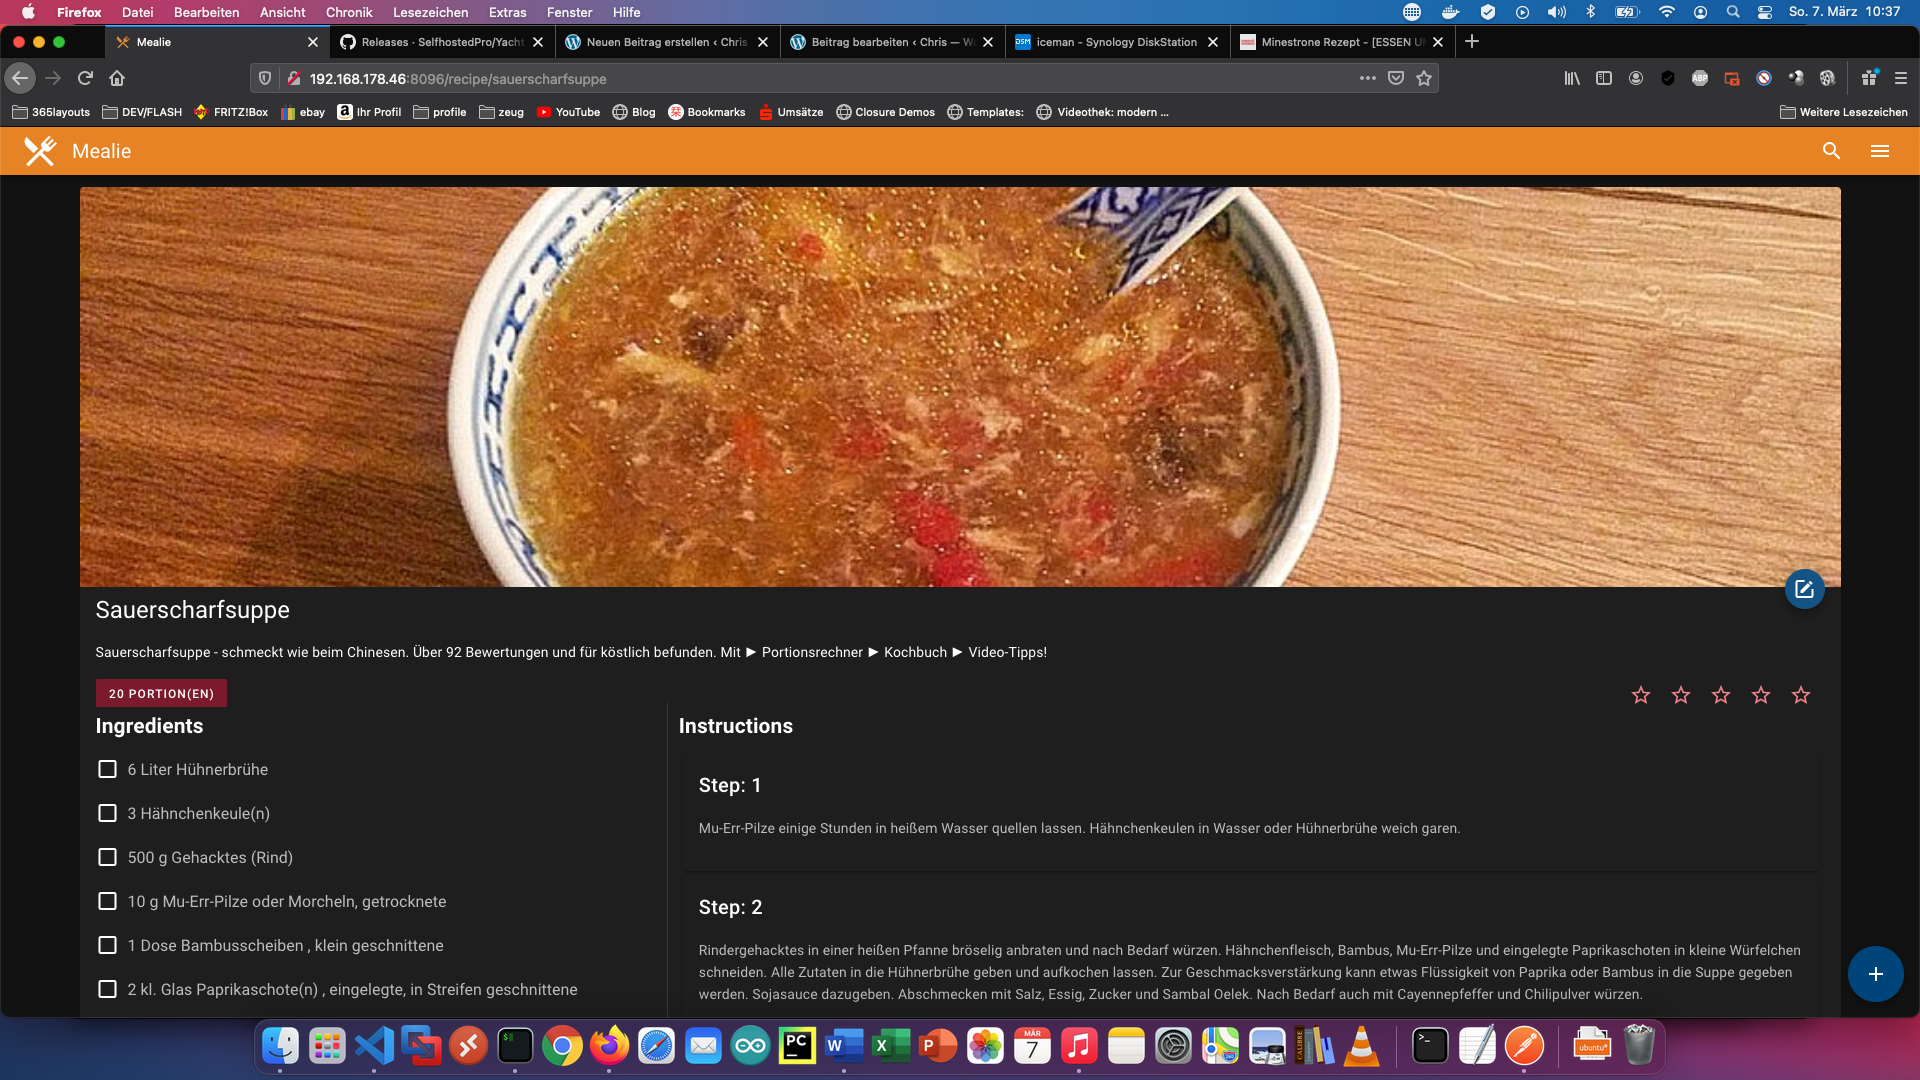 Firefox Datei Bearbeiten Ansicht Chronik Lesezeichen Extras Fenster Hilfe So. 7. März 10:37
Mealie Releases · SelfhostedPro/Yacht Neuen Beitrag erstellen ‹ Chris Beitrag bearbeiten ‹ Chris — W DSM iceman - Synology DiskStation Minestrone Rezept - [ESSEN U
192.168.178.46:8096/recipe/sauerscharfsuppe ABP
365layouts DEV/FLASH FRITZ!Box ebay Ihr Profil profile zeug YouTube Blog Bookmarks Umsätze Closure Demos Templates: Videothek: modern ... Weitere Lesezeichen
Mealie
Sauerscharfsuppe
Sauerscharfsuppe - schmeckt wie beim Chinesen. Über 92 Bewertungen und für köstlich befunden. Mit ► Portionsrechner ► Kochbuch ► Video-Tipps!
20 PORTION(EN)
Ingredients
6 Liter Hühnerbrühe
3 Hähnchenkeule(n)
500 g Gehacktes (Rind)
10 g Mu-Err-Pilze oder Morcheln, getrocknete
1 Dose Bambusscheiben , klein geschnittene
2 kl. Glas Paprikaschote(n) , eingelegte, in Streifen geschnittene
Instructions
Step: 1
Mu-Err-Pilze einige Stunden in heißem Wasser quellen lassen. Hähnchenkeulen in Wasser oder Hühnerbrühe weich garen.
Step: 2
Rindergehacktes in einer heißen Pfanne bröselig anbraten und nach Bedarf würzen. Hähnchenfleisch, Bambus, Mu-Err-Pilze und eingelegte Paprikaschoten in kleine Würfelchen
schneiden. Alle Zutaten in die Hühnerbrühe geben und aufkochen lassen. Zur Geschmacksverstärkung kann etwas Flüssigkeit von Paprika oder Bambus in die Suppe gegeben
werden. Sojasauce dazugeben. Abschmecken mit Salz, Essig, Zucker und Sambal Oelek. Nach Bedarf auch mit Cayennepfeffer und Chilipulver würzen.
PC W X P MÄR 7 CALIBRE ubuntu